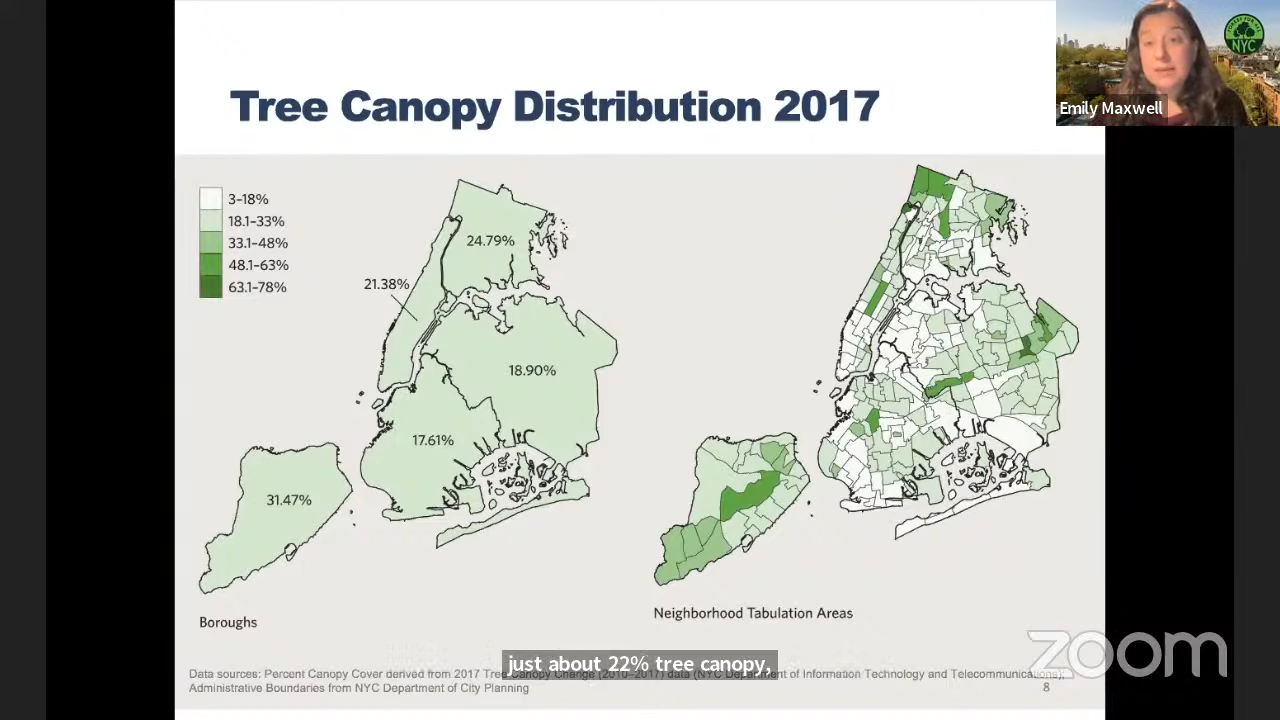 Tree Canopy Distribution 2017
NYC
Emily Maxwell
3-18%
18.1-33%
33.1-48%
48.1-63%
63.1-78%
24.79%
21.38%
18.90%
17.61%
31.47%
Boroughs
Neighborhood Tabulation Areas
just about 22% tree canopy,
Data sources: Percent Canopy Cover derived from 2017 Tree Canopy Change (2010-2017) data (NYC Department of Information Technology and Telecommunications);
Administrative Boundaries from NYC Department of City Planning
8
zoom